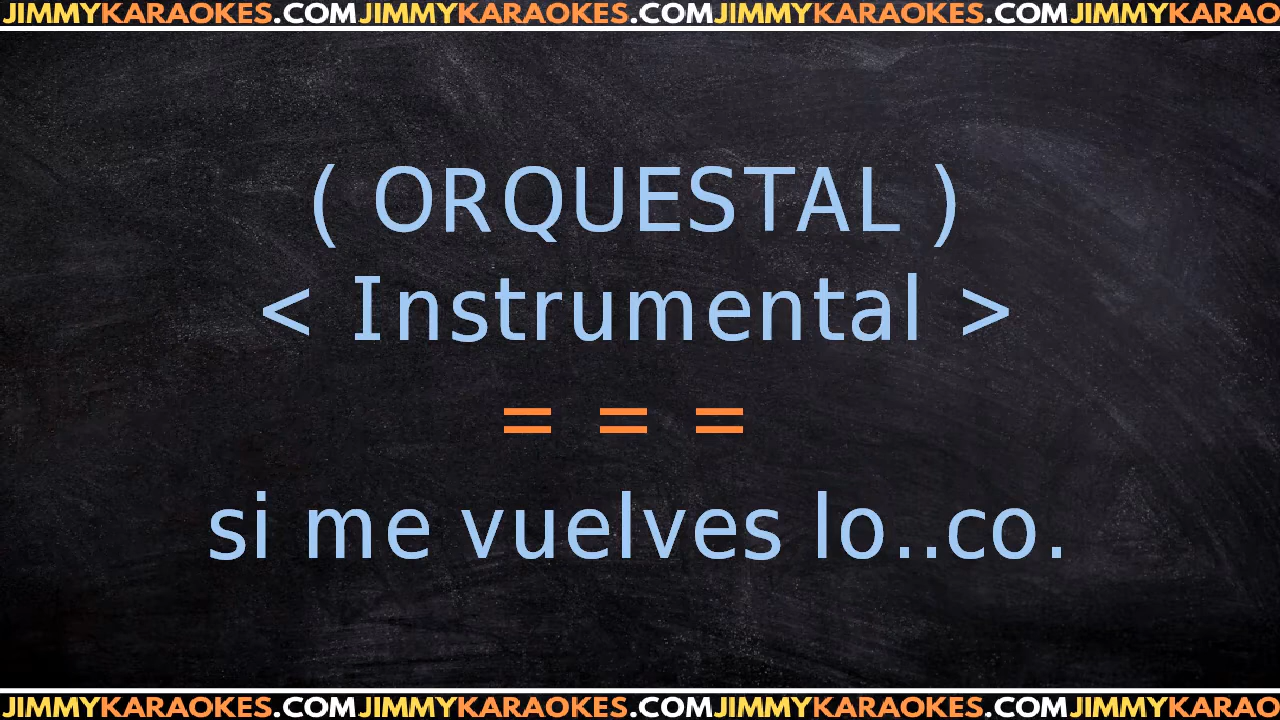 JIMMYKARAOKES.COMJIMMYKARAOKES.COMJIMMYKARAOKES.COMJIMMYKARAO
( ORQUESTAL )
< Instrumental >
= = =
si me vuelves lo..co.
JIMMYKARAOKES.COMJIMMYKARAOKES.COMJIMMYKARAOKES.COMJIMMYKARAO